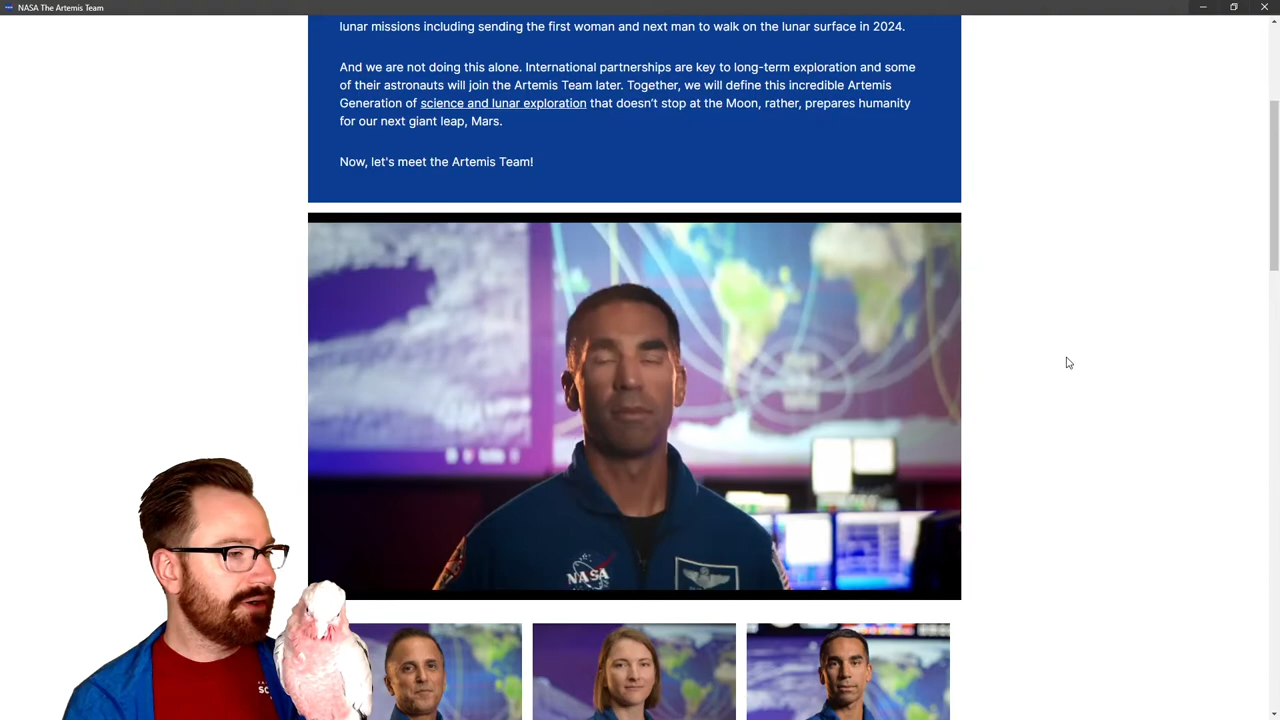 NASA The Artemis Team
lunar missions including sending the first woman and next man to walk on the lunar surface in 2024.
And we are not doing this alone. International partnerships are key to long-term exploration and some
of their astronauts will join the Artemis Team later. Together, we will define this incredible Artemis
Generation of science and lunar exploration that doesn't stop at the Moon, rather, prepares humanity
for our next giant leap, Mars.
Now, let's meet the Artemis Team!
NASA